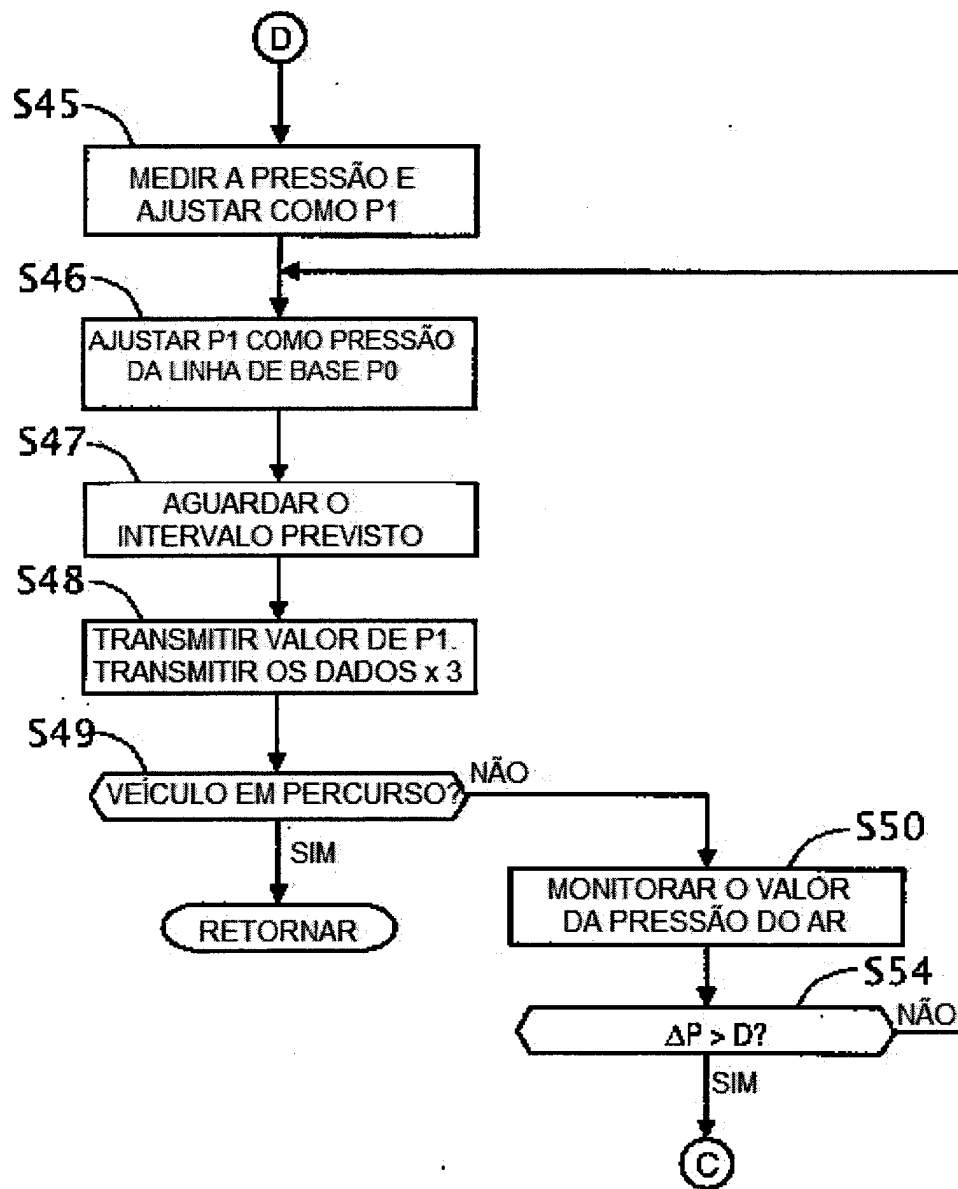 D
S45
MEDIR A PRESSÃO E
AJUSTAR COMO P1
S46
AJUSTAR P1 COMO PRESSÃO
DA LINHA DE BASE P0
S47
AGUARDAR O
INTERVALO PREVISTO
S48
TRANSMITIR VALOR DE P1.
TRANSMITIR OS DADOS x 3
S49
VEÍCULO EM PERCURSO?
NÃO
SIM
RETORNAR
S50
MONITORAR O VALOR
DA PRESSÃO DO AR
S54
ΔP > D?
NÃO
SIM
C